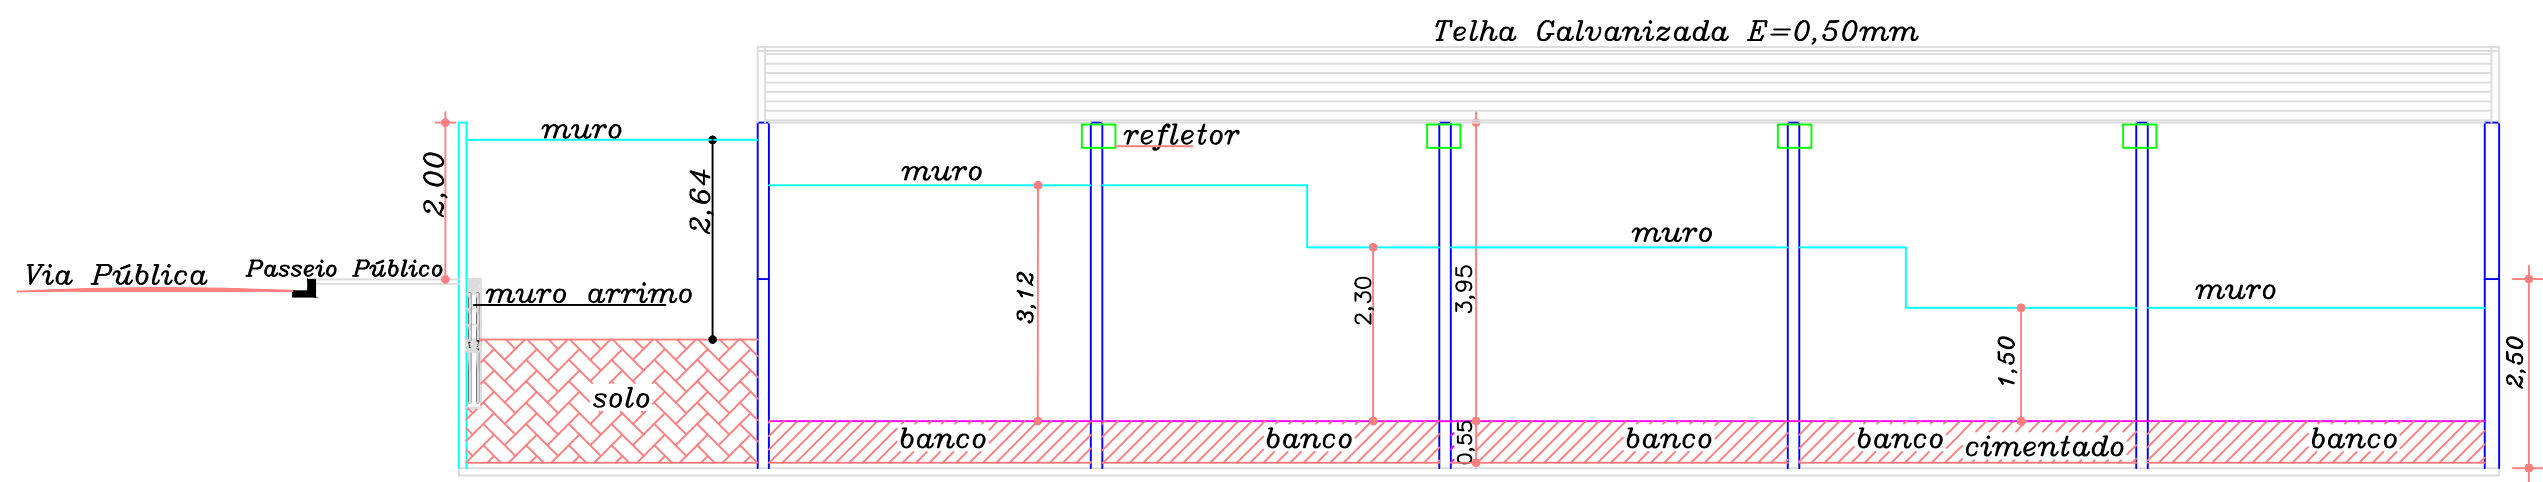 Telha Galvanizada E=0,50mm
muro
refletor
2,00
2,64
muro
muro
Via Pública
Passeio Público
muro arrimo
3,12
2,30
3,95
muro
1,50
2,50
solo
banco
banco
0,55
banco
banco
cimentado
banco